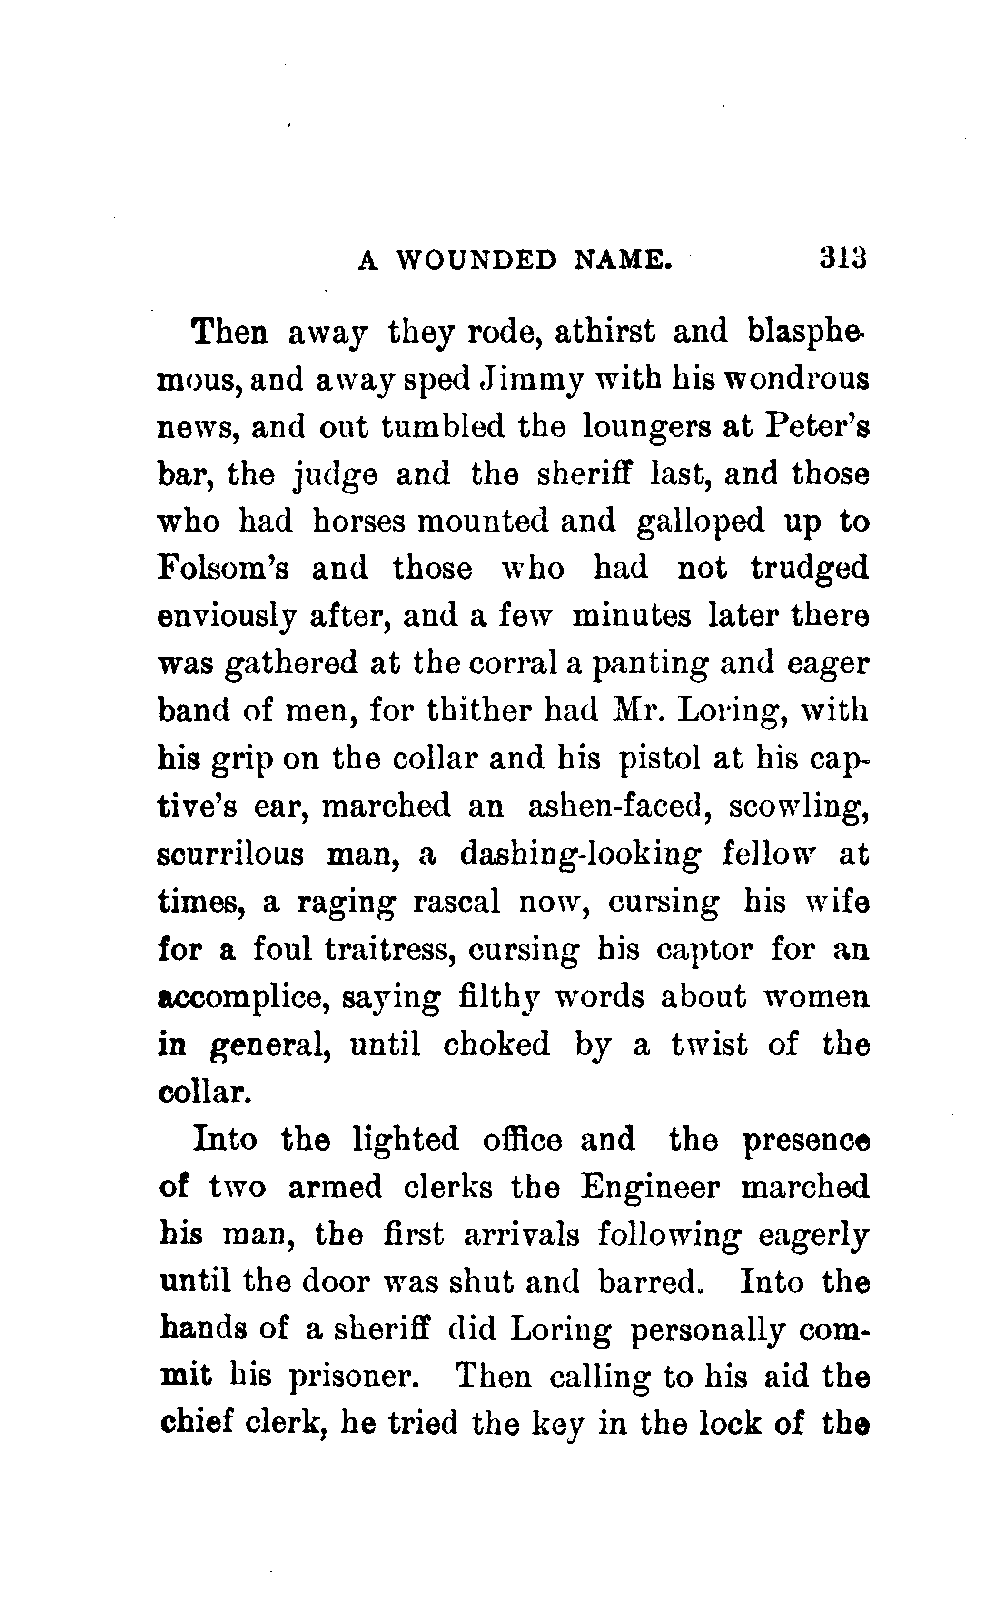 A WOUNDED NAME. 313
Then away they rode, athirst and blasphe-
mous, and away sped Jimmy with his wondrous
news, and out tumbled the loungers at Peter's
bar, the judge and the sheriff last, and those
who had horses mounted and galloped up to
Folsom's and those who had not trudged
enviously after, and a few minutes later there
was gathered at the corral a panting and eager
band of men, for thither had Mr. Loring, with
his grip on the collar and his pistol at his cap-
tive's ear, marched an ashen-faced, scowling,
scurrilous man, a dashing-looking fellow at
times, a raging rascal now, cursing his wife
for a foul traitress, cursing his captor for an
accomplice, saying filthy words about women
in general, until choked by a twist of the
collar.
Into the lighted office and the presence
of two armed clerks the Engineer marched
his man, the first arrivals following eagerly
until the door was shut and barred. Into the
hands of a sheriff did Loring personally com-
mit his prisoner. Then calling to his aid the
chief clerk, he tried the key in the lock of the